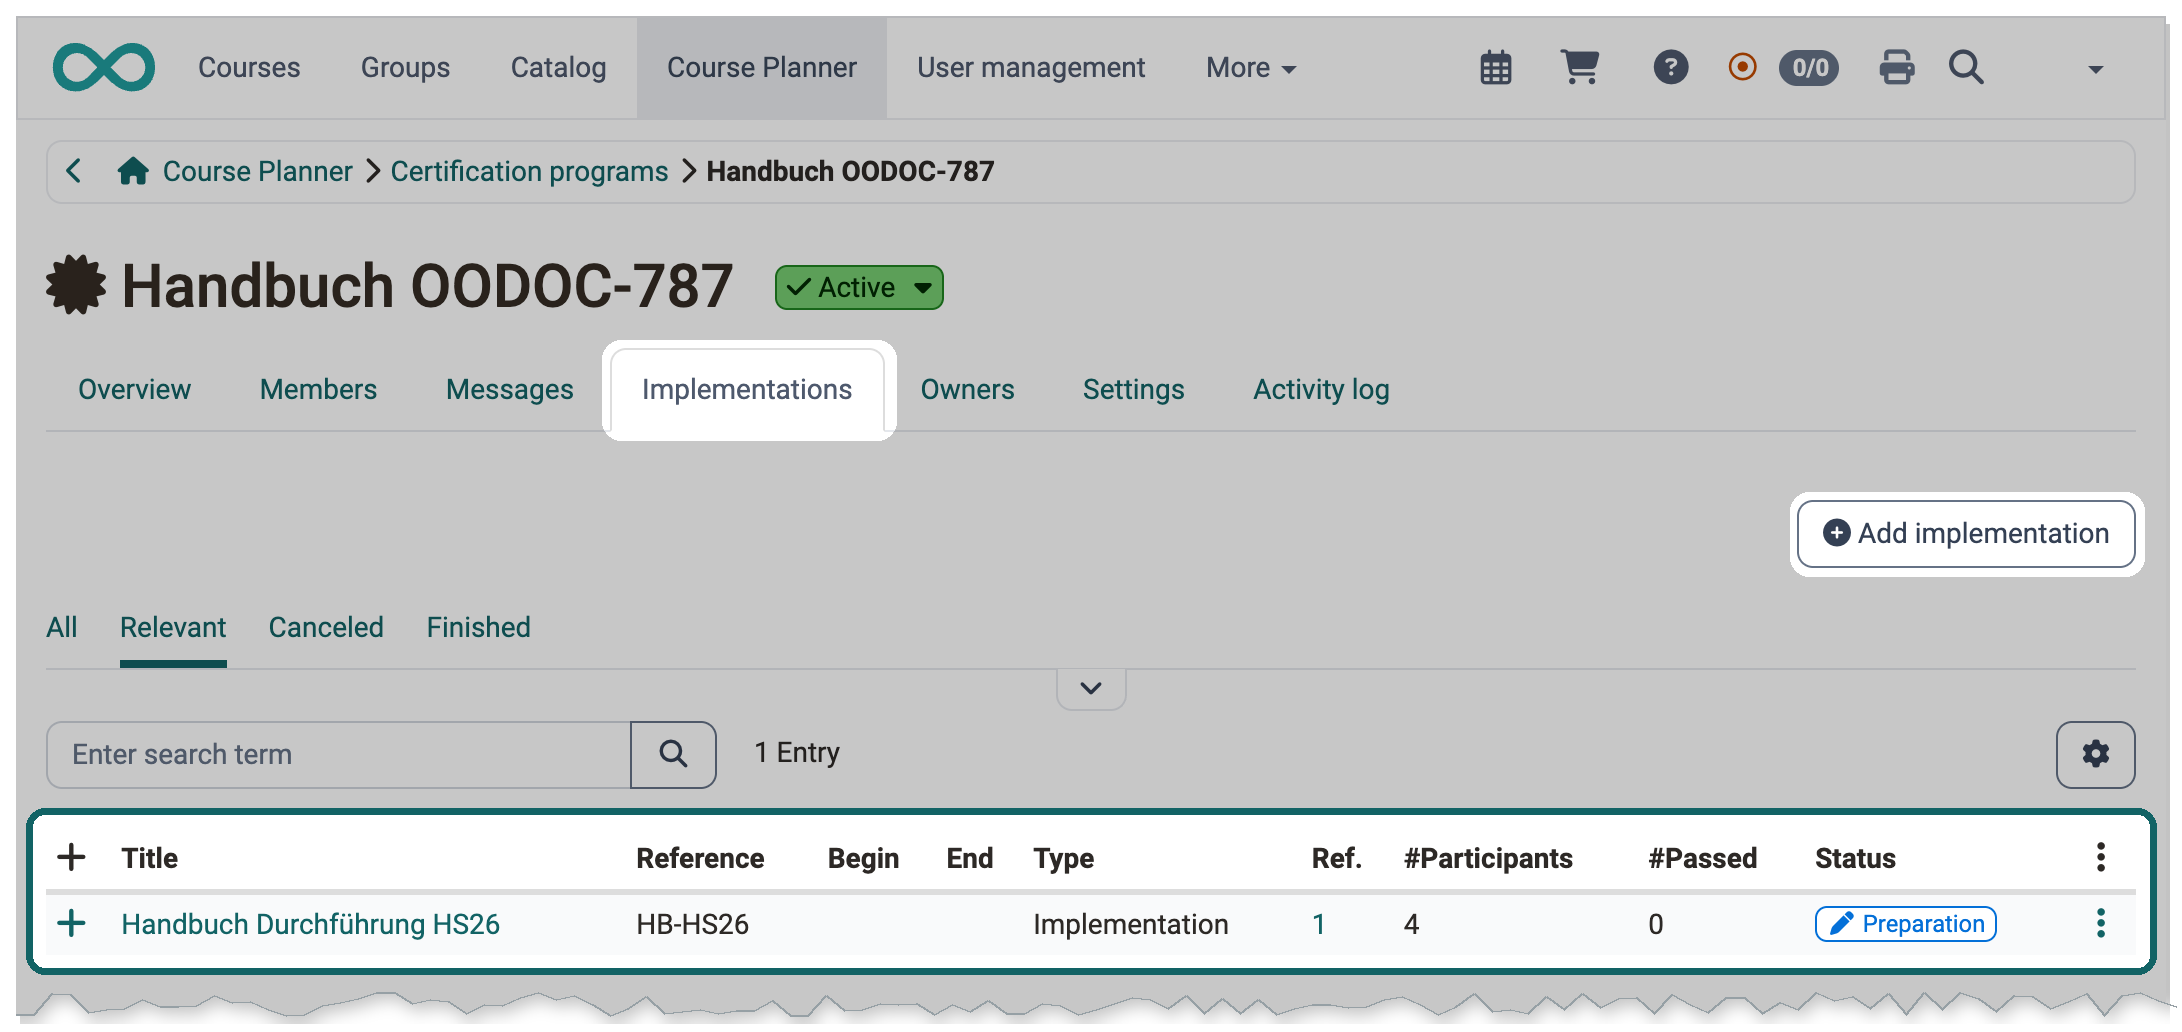 Courses Groups Catalog Course Planner User management More ? 0/0
Course Planner Certification programs Handbuch OODOC-787
Handbuch OODOC-787 Active
Overview Members Messages Implementations Owners Settings Activity log
Add implementation
All Relevant Canceled Finished
Enter search term 1 Entry
Title Reference Begin End Type Ref. #Participants #Passed Status
Handbuch Durchführung HS26 HB-HS26 Implementation 1 4 0 Preparation